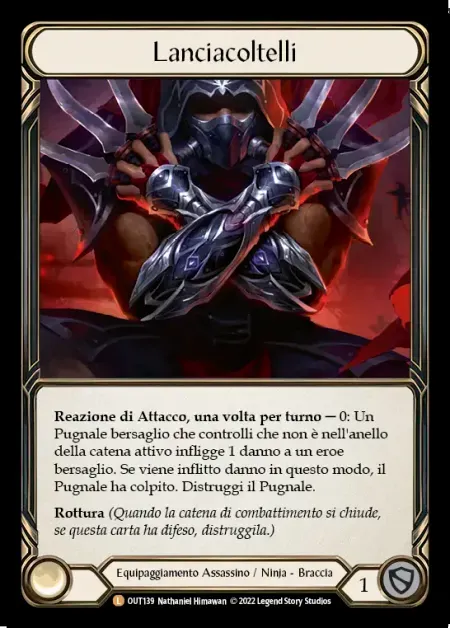 Lanciacoltelli
Reazione di Attacco, una volta per turno — 0: Un
Pugnale bersaglio che controlli che non è nell'anello
della catena attivo infligge 1 danno a un eroe
bersaglio. Se viene inflitto danno in questo modo, il
Pugnale ha colpito. Distruggi il Pugnale.
Rottura (Quando la catena di combattimento si chiude,
se questa carta ha difeso, distruggila.)
Equipaggiamento Assassino / Ninja - Braccia
1
L OUT139 Nathaniel Himawan © 2022 Legend Story Studios